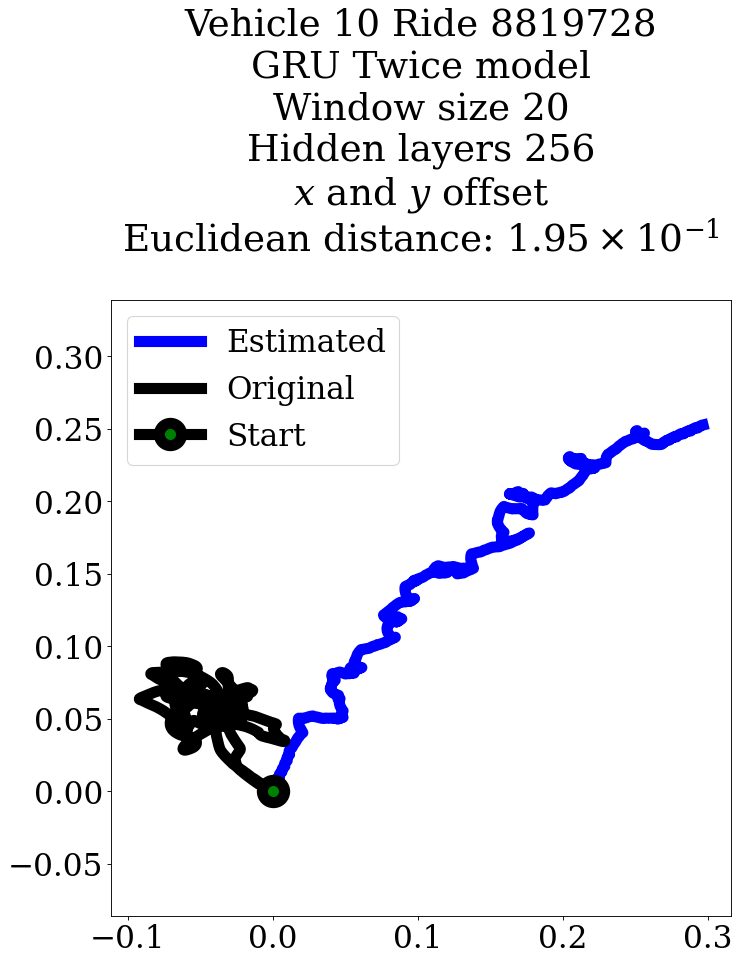 Vehicle 10 Ride 8819728
GRU Twice model
Window size 20
Hidden layers 256
x and y offset
Euclidean distance: 1.95 × 10⁻¹
Estimated
Original
Start
0.30
0.25
0.20
0.15
0.10
0.05
0.00
−0.05
−0.1 0.0 0.1 0.2 0.3